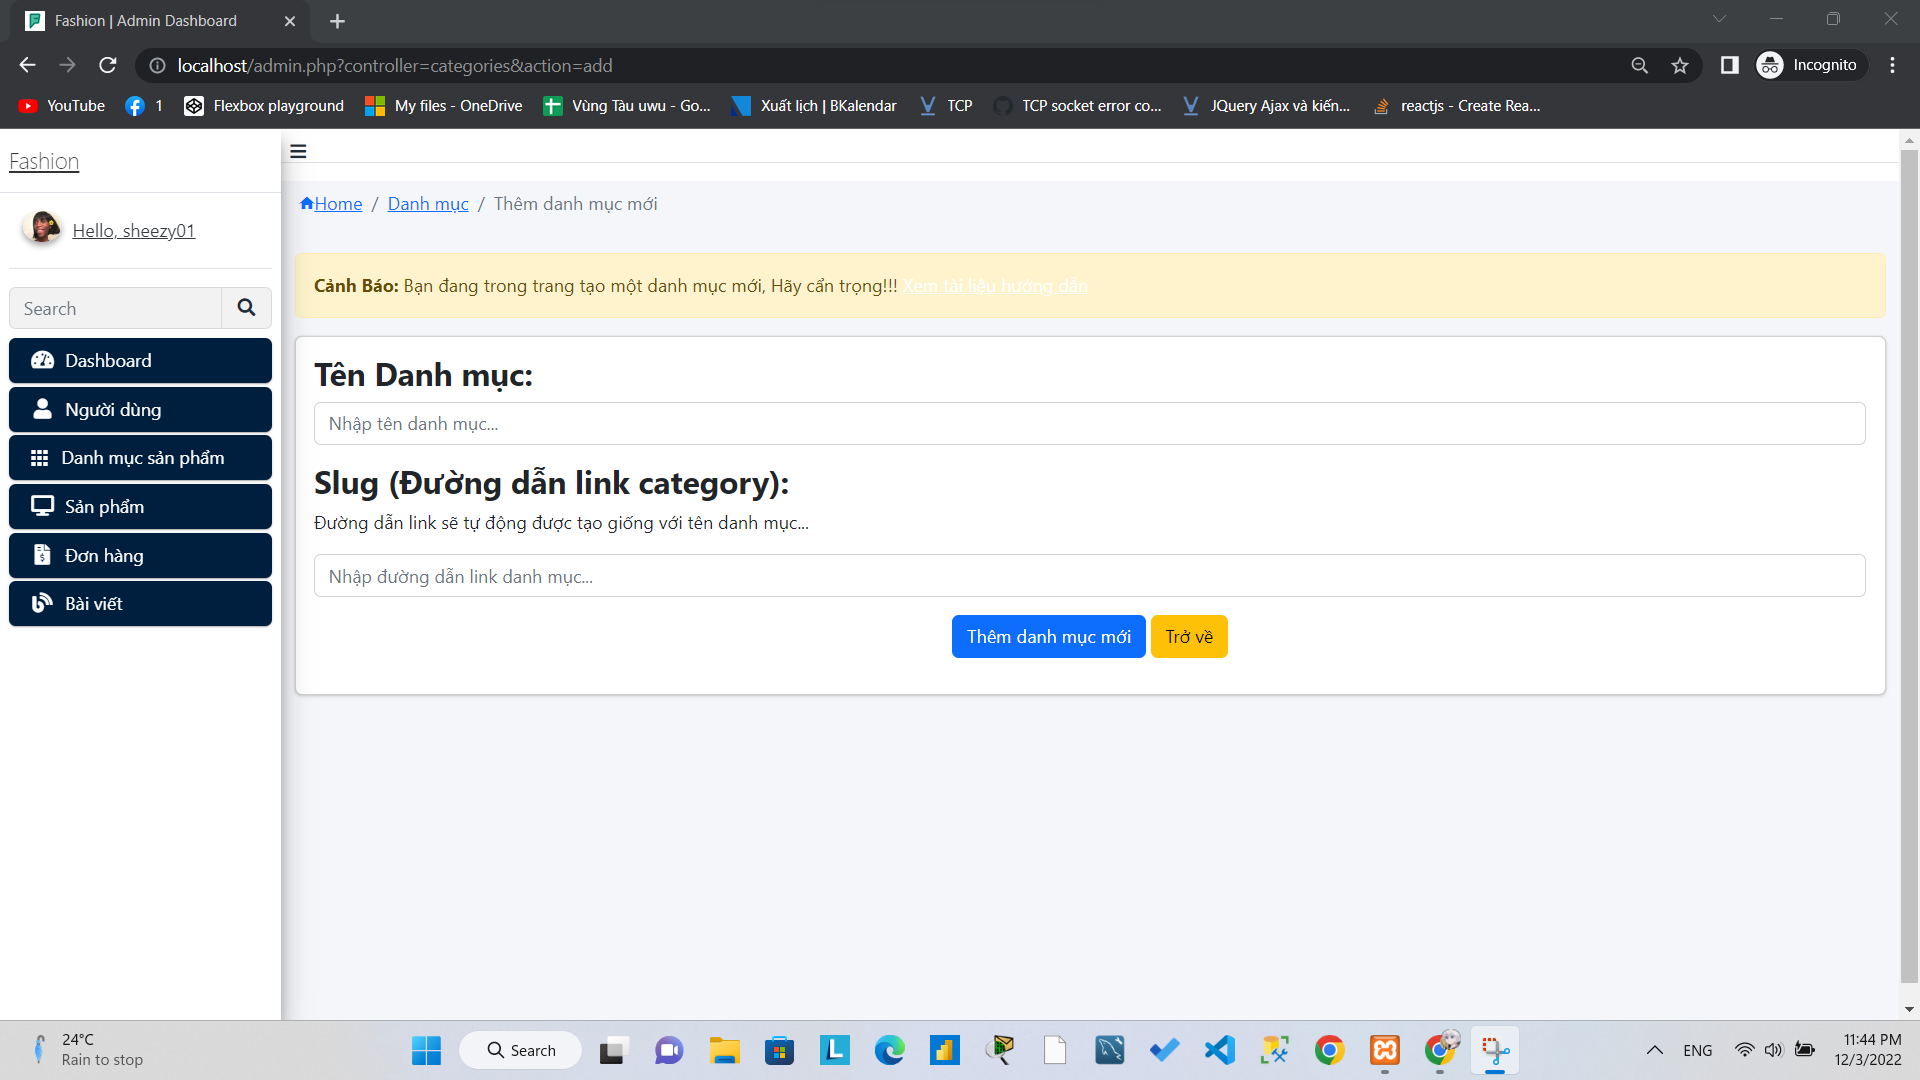 Fashion | Admin Dashboard
localhost/admin.php?controller=categories&action=add
Incognito
YouTube
1
Flexbox playground
My files - OneDrive
Vùng Tàu uwu - Go...
Xuất lịch | BKalendar
TCP
TCP socket error co...
JQuery Ajax và kiến...
reactjs - Create Rea...
Fashion
Hello, sheezy01
Search
Dashboard
Người dùng
Danh mục sản phẩm
Sản phẩm
Đơn hàng
Bài viết
Home / Danh mục / Thêm danh mục mới
Cảnh Báo: Bạn đang trong trang tạo một danh mục mới, Hãy cẩn trọng!!! Xem tài liệu hướng dẫn
Tên Danh mục:
Nhập tên danh mục...
Slug (Đường dẫn link category):
Đường dẫn link sẽ tự động được tạo giống với tên danh mục...
Nhập đường dẫn link danh mục...
Thêm danh mục mới
Trở về
24°C
Rain to stop
Search
ENG
11:44 PM
12/3/2022